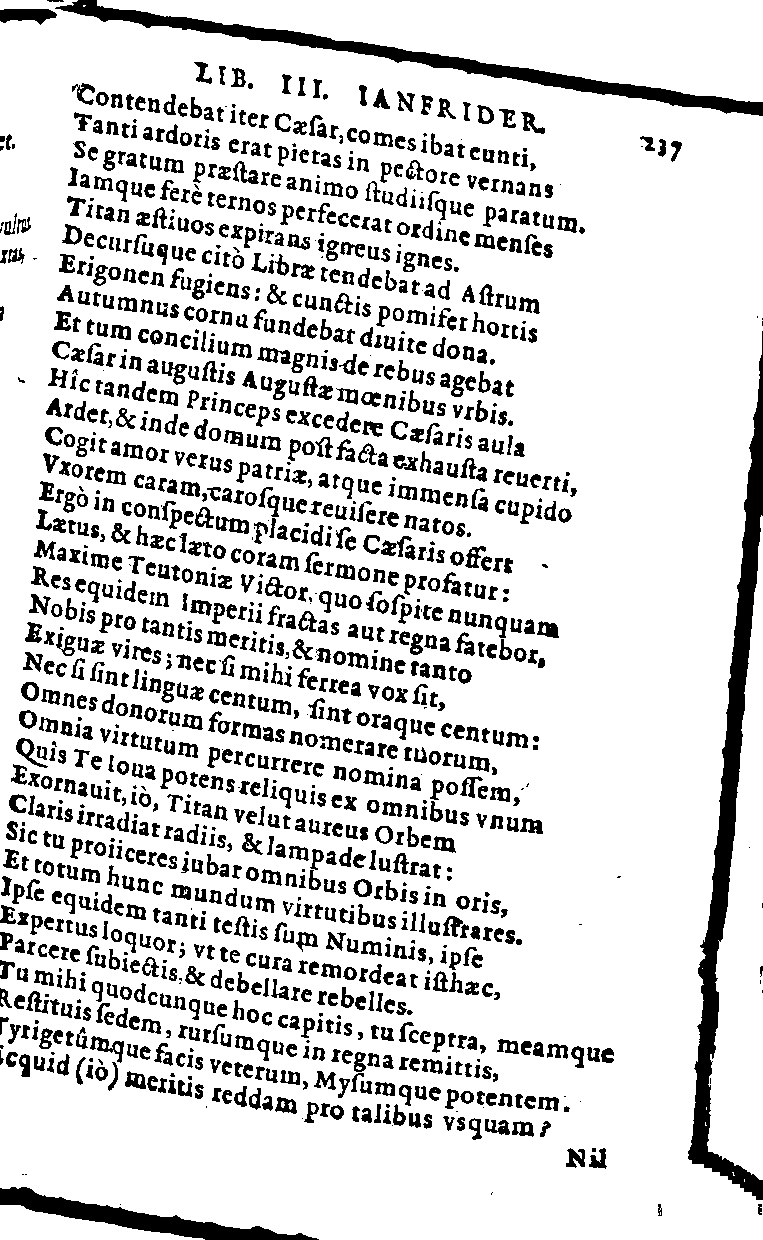 LIB. III. IANFRIDER. 237
Contendebat iter Cæſar, comes ibat eunti,
Tanti ardoris erat pietas in pectore vernans
Se gratum præſtare animo ſtudiiſque paratum.
Iamque ferè ternos perfecerat ordine menſes
Titan æſtiuos expirans igneus ignes.
Decurſuque citò Libræ tendebat ad Aſtrum
Erigonen fugiens: & cunctis pomifer hortis
Autumnus cornu fundebat diuite dona.
Et tum concilium magnis de rebus agebat
Cæſar in auguſtis Auguſtæ mœnibus vrbis.
Hîc tandem Princeps excedere Cæſaris aula
Ardet, & inde domum poſt facta exhauſta reuerti,
Cogit amor verus patriæ, atque immenſa cupido
Vxorem caram, caroſque reuiſere natos.
Ergò in conſpectum placidi ſe Cæſaris offert
Lætus, & hæc læto coram ſermone profatur:
Maxime Teutoniæ Victor, quo ſoſpite nunquam
Res equidem Imperii fractas aut regna fatebor,
Nobis pro tantis meritis, & nomine tanto
Exiguæ vires; nec ſi mihi ferrea vox ſit,
Nec ſi ſint linguæ centum, ſint oraque centum:
Omnes donorum formas nomerare tuorum,
Omnia virtutum percurrere nomina poſſem,
Quis Te Ioua potens reliquis ex omnibus vnum
Exornauit, iò, Titan velut aureus Orbem
Claris irradiat radiis, & lampade luſtrat:
Sic tu proiiceres iubar omnibus Orbis in oris,
Et totum hunc mundum virtutibus illuſtrares.
Ipſe equidem tanti teſtis ſum Numinis, ipſe
Expertus loquor; vt te cura remordeat iſthæc,
Parcere ſubiectis, & debellare rebelles.
Tu mihi quodcunque hoc capitis, tu ſceptra, meamque
Reſtituis ſedem, rurſumque in regna remittis,
Tyrigetûmque facis veterum, Myſumque potentem.
Ecquid (iò) meritis reddam pro talibus vsquam?
Nil